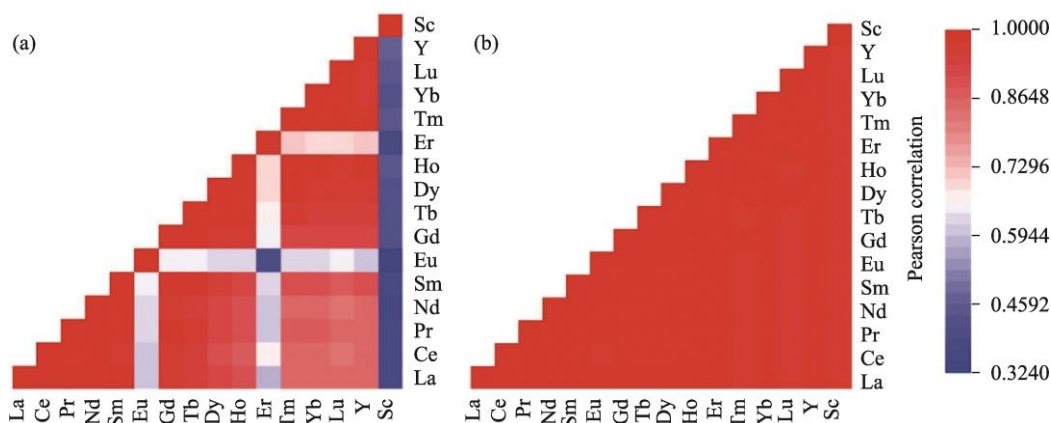 (a)
Sc
Y
Lu
Yb
Tm
Er
Ho
Dy
Tb
Gd
Eu
Sm
Nd
Pr
Ce
La
La Ce Pr Nd Sm Eu Gd Tb Dy Ho Er Tm Yb Lu Y Sc
(b)
Sc
Y
Lu
Yb
Tm
Er
Ho
Dy
Tb
Gd
Eu
Sm
Nd
Pr
Ce
La
La Ce Pr Nd Sm Eu Gd Tb Dy Ho Er Tm Yb Lu Y Sc
Pearson correlation
1.0000
0.8648
0.7296
0.5944
0.4592
0.3240